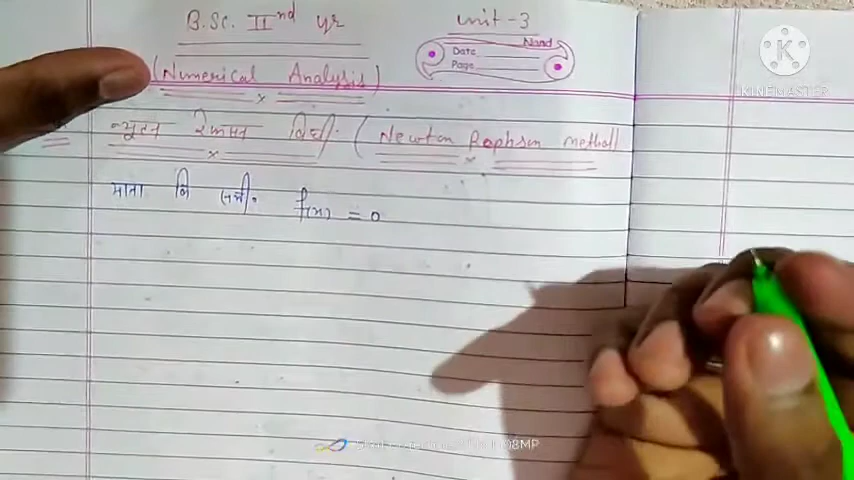 B.Sc. IInd yr unit-3
Date
Page
(Numerical Analysis)
KINEMASTER
न्यूटन रेफसन विधी: (Newton Raphson method)
माना कि समी. f(x) = 0